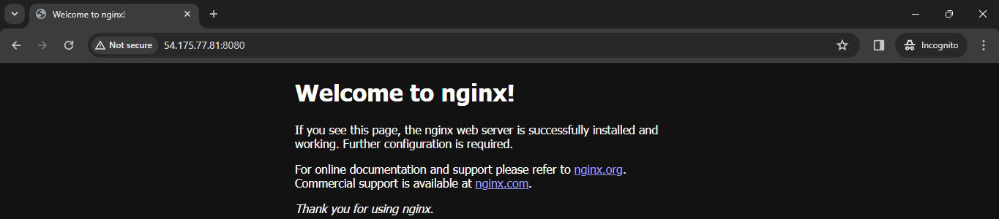 Welcome to nginx!
Not secure
54.175.77.81:8080
Incognito
Welcome to nginx!
If you see this page, the nginx web server is successfully installed and
working. Further configuration is required.
For online documentation and support please refer to nginx.org.
Commercial support is available at nginx.com.
Thank you for using nginx.